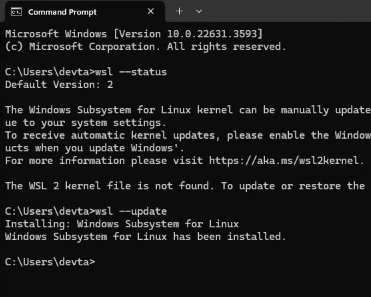 Command Prompt
Microsoft Windows [Version 10.0.22631.3593]
(c) Microsoft Corporation. All rights reserved.
C:\Users\devta>wsl --status
Default Version: 2
The Windows Subsystem for Linux kernel can be manually update
ue to your system settings.
To receive automatic kernel updates, please enable the Window
ucts when you update Windows'.
For more information please visit https://aka.ms/wsl2kernel.
The WSL 2 kernel file is not found. To update or restore the
C:\Users\devta>wsl --update
Installing: Windows Subsystem for Linux
Windows Subsystem for Linux has been installed.
C:\Users\devta>